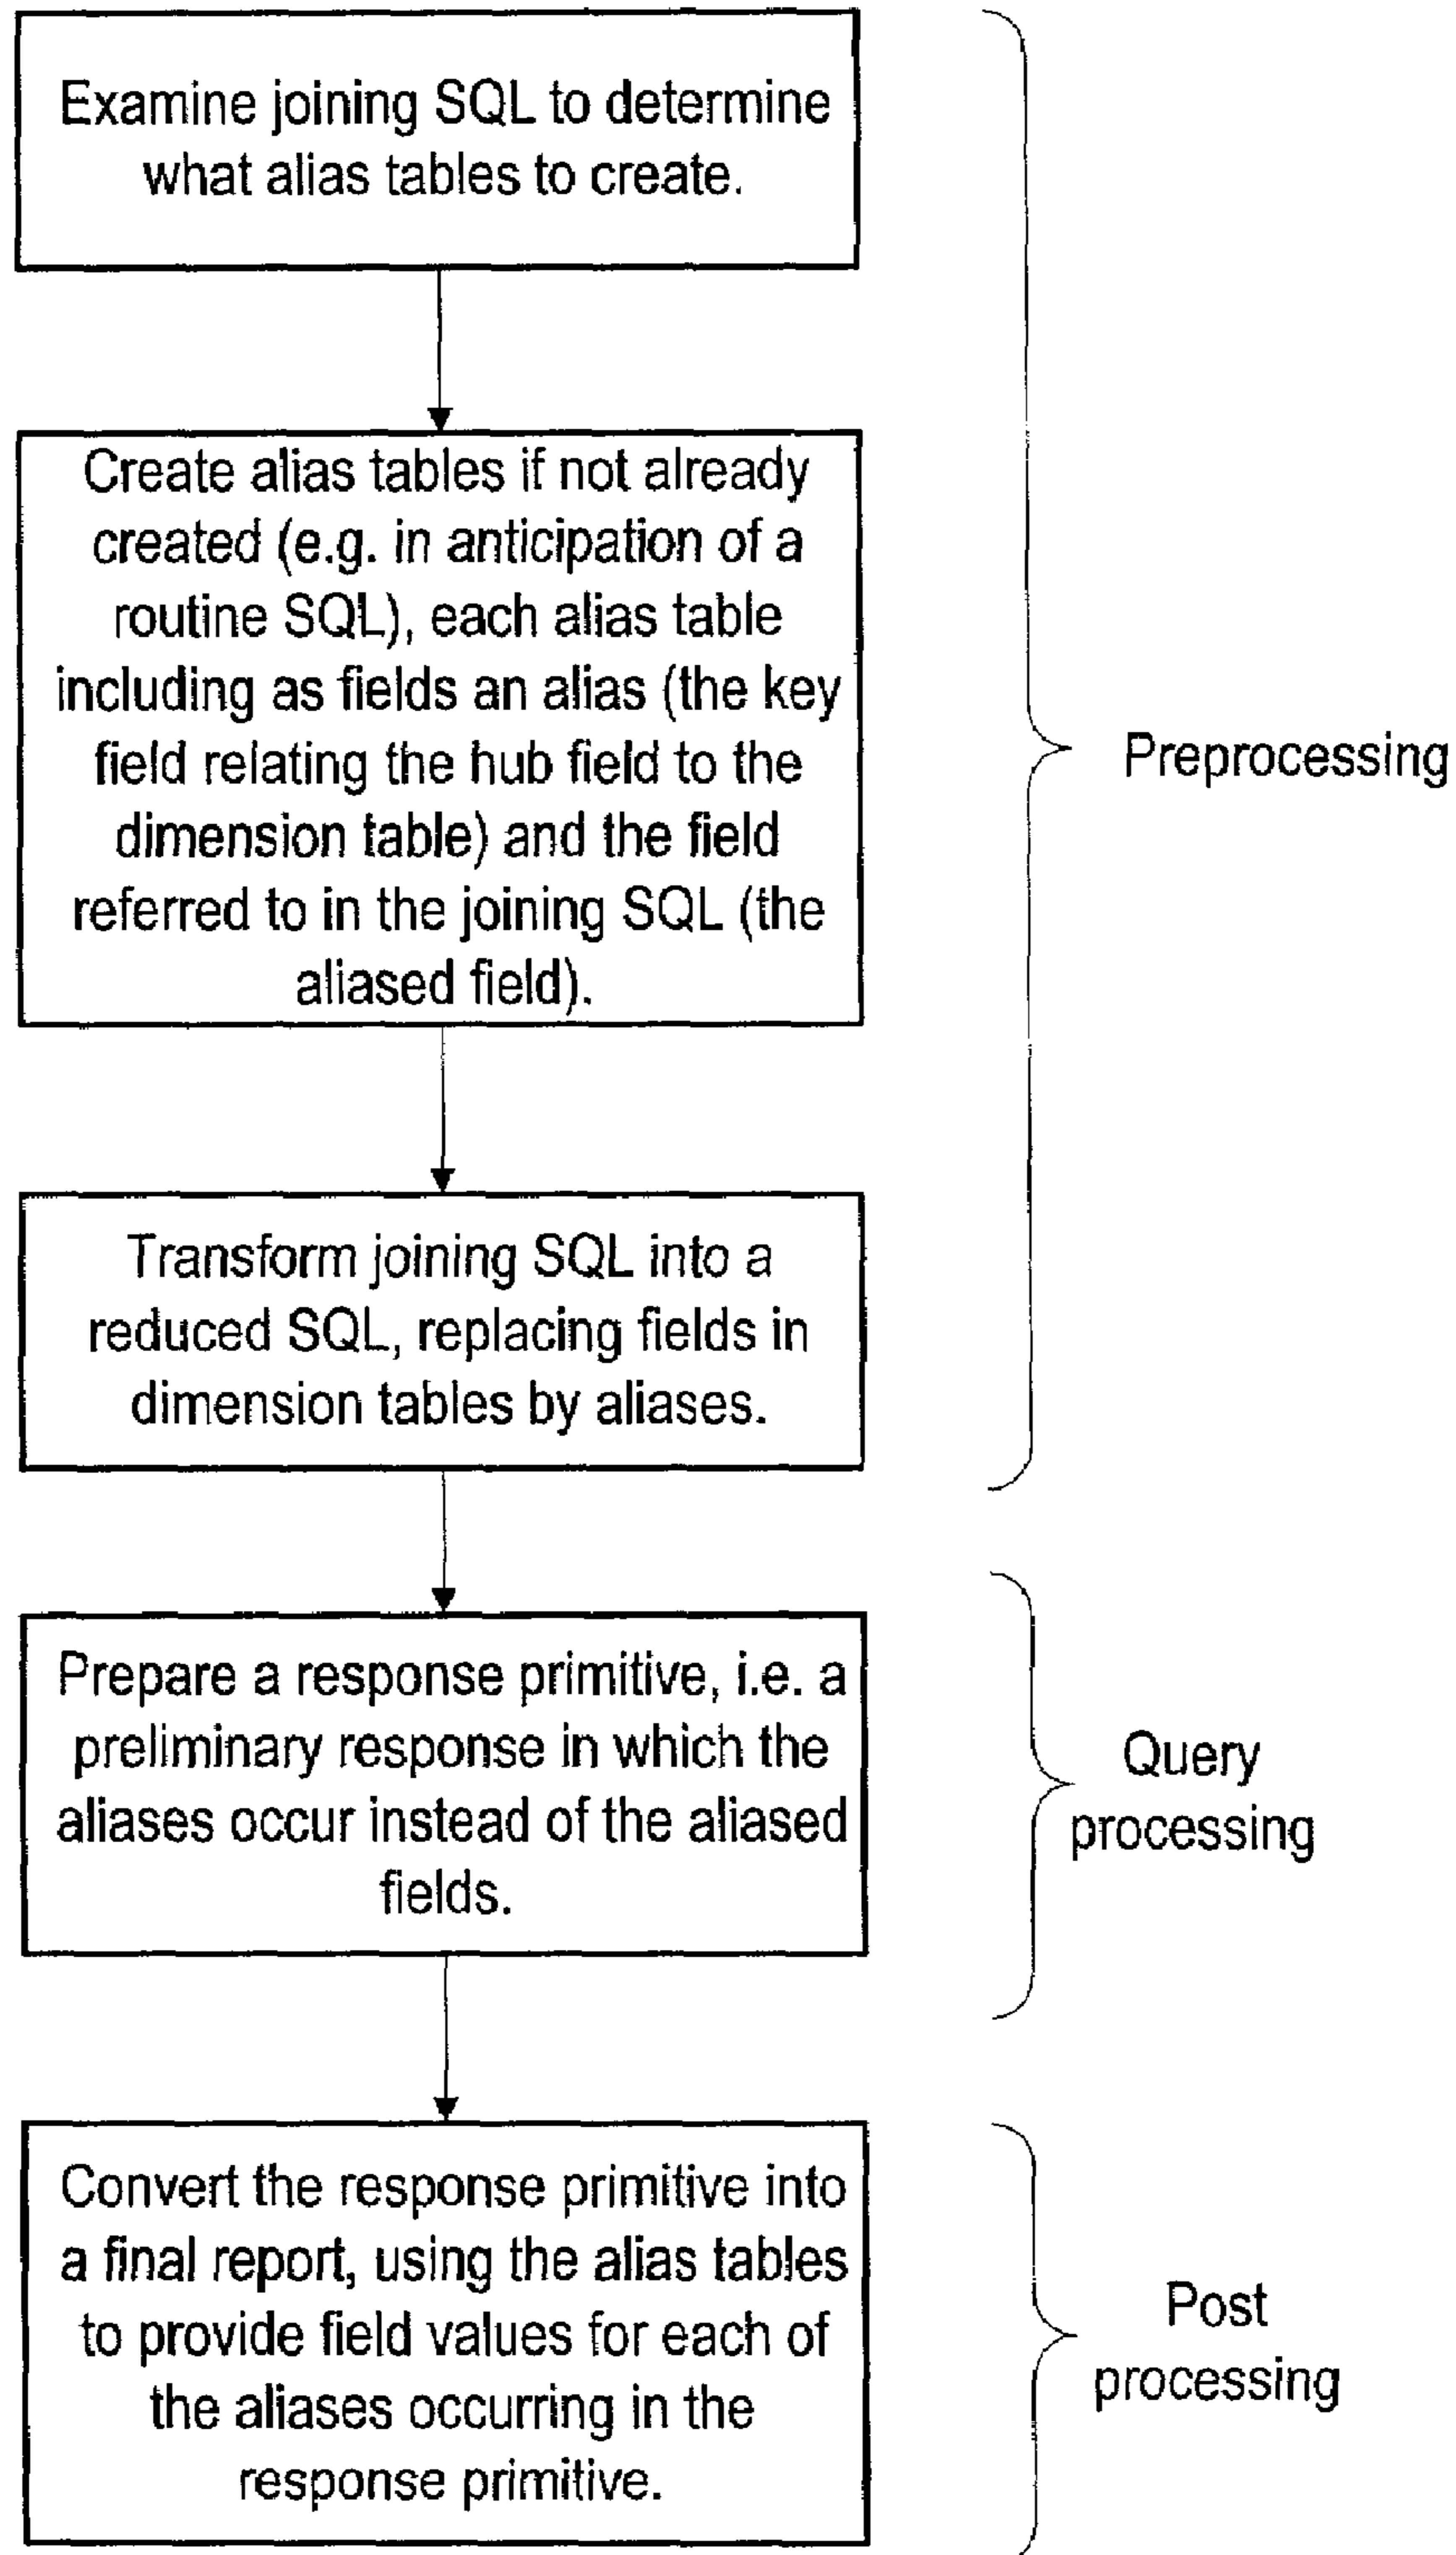 Examine joining SQL to determine
what alias tables to create.
Create alias tables if not already
created (e.g. in anticipation of a
routine SQL), each alias table
including as fields an alias (the key
field relating the hub field to the
dimension table) and the field
referred to in the joining SQL (the
aliased field).
Transform joining SQL into a
reduced SQL, replacing fields in
dimension tables by aliases.
Preprocessing
Prepare a response primitive, i.e. a
preliminary response in which the
aliases occur instead of the aliased
fields.
Query
processing
Convert the response primitive into
a final report, using the alias tables
to provide field values for each of
the aliases occurring in the
response primitive.
Post
processing